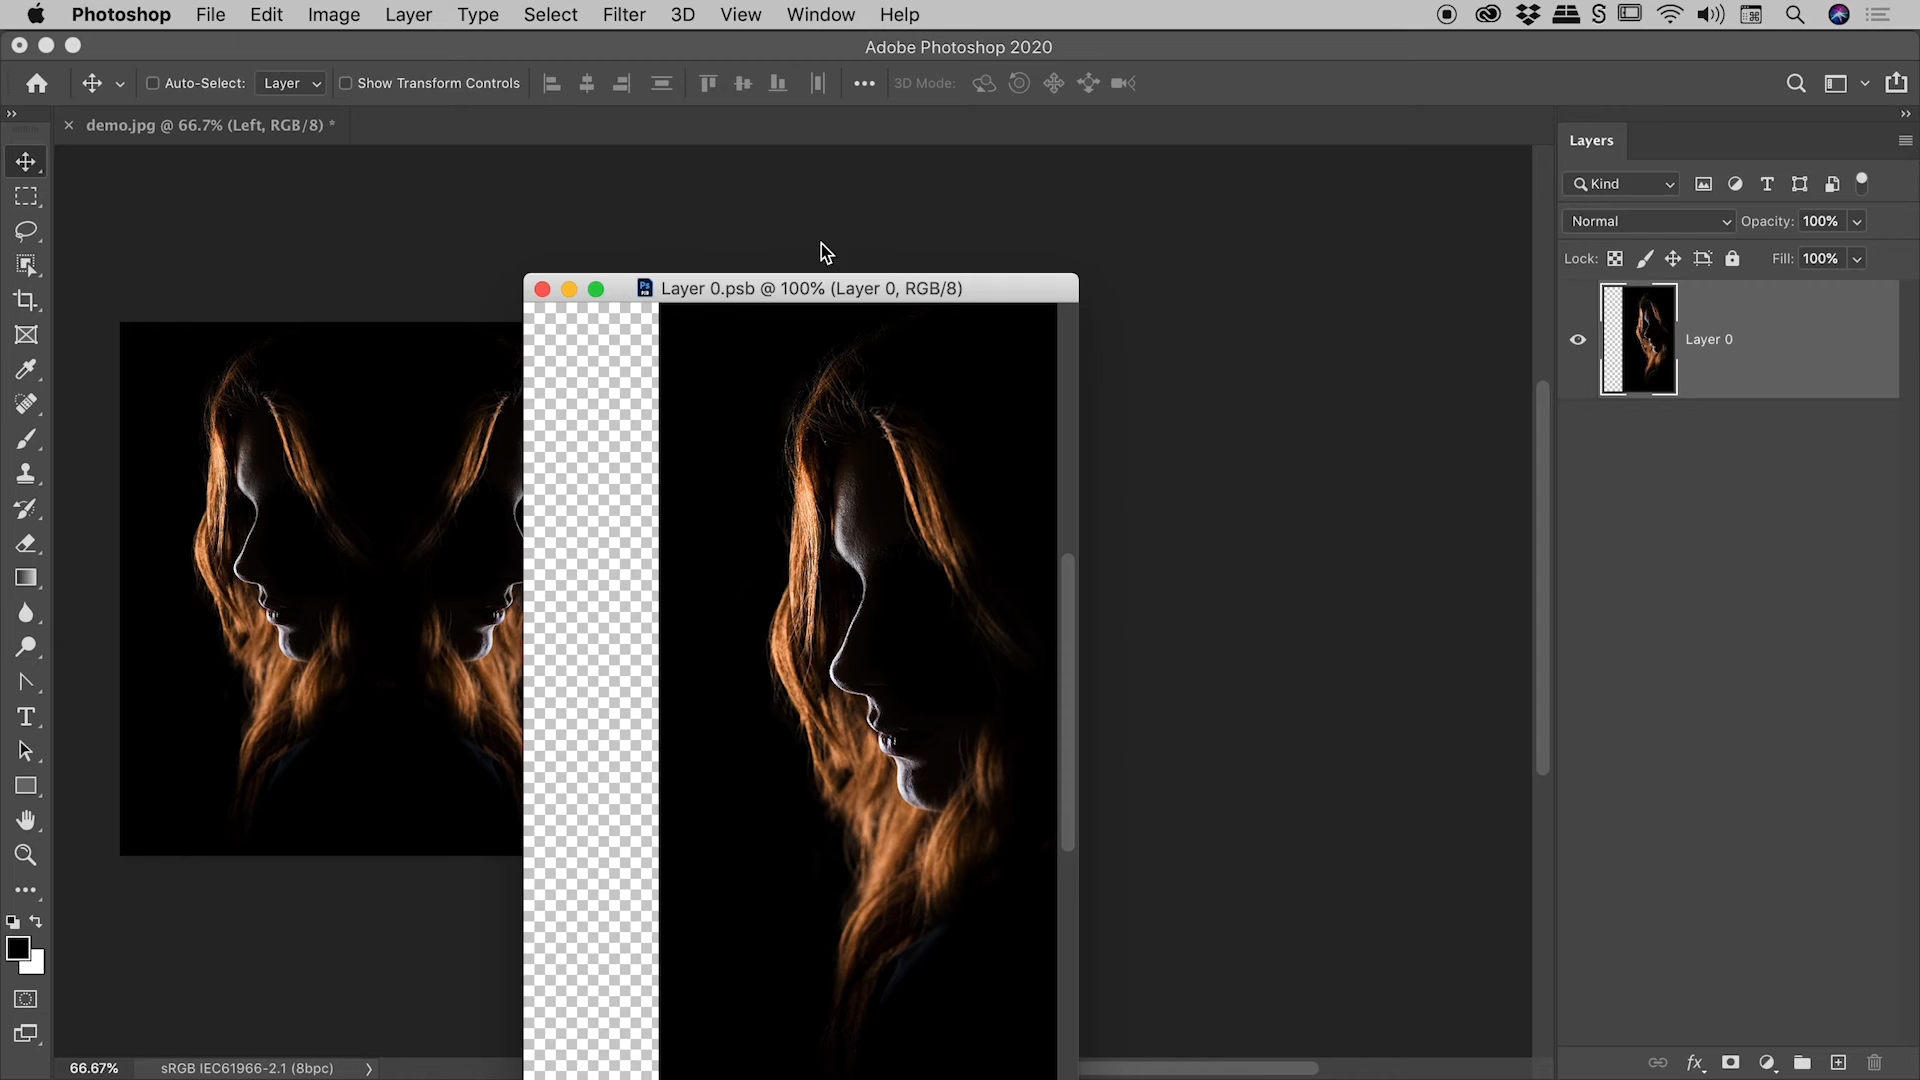 Photoshop File Edit Image Layer Type Select Filter 3D View Window Help
Adobe Photoshop 2020
Auto-Select: Layer Show Transform Controls 3D Mode:
demo.jpg @ 66.7% (Left, RGB/8) *
Layers
Kind
Normal Opacity: 100%
Lock: Fill: 100%
Layer 0.psb @ 100% (Layer 0, RGB/8)
Layer 0
66.67% sRGB IEC61966-2.1 (8bpc)